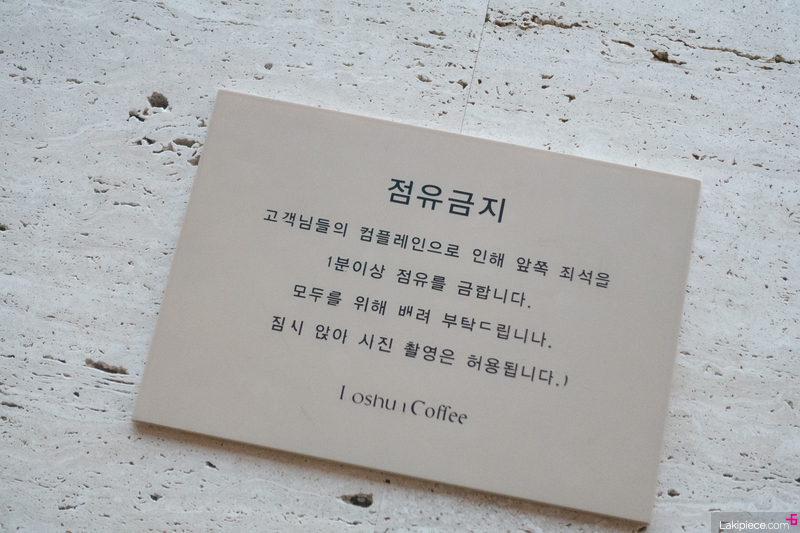 점유금지
고객님들의 컴플레인으로 인해 앞쪽 죄석을
1분이상 점유를 금합니다.
모두를 위해 배려 부탁드립니나.
짐시 앉아 사진 촬영은 허용됩니다.)
Coffee
Lakipiece.com